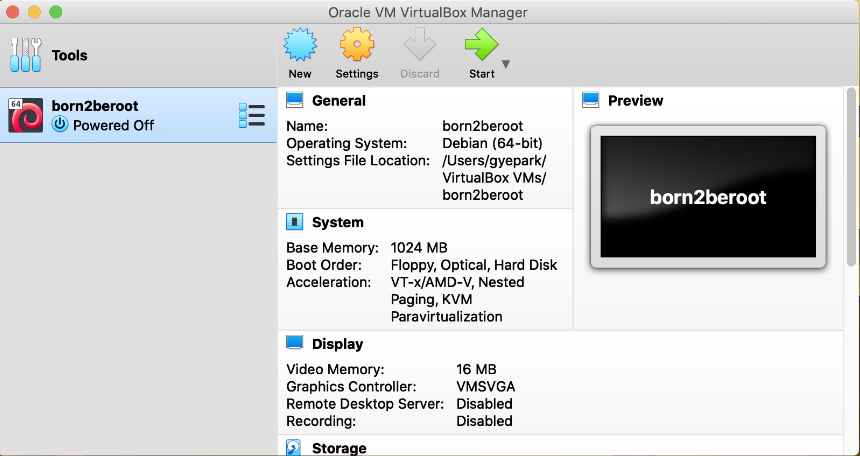 Oracle VM VirtualBox Manager
Tools
New
Settings
Discard
Start
64
born2beroot
Powered Off
General
Name: born2beroot
Operating System: Debian (64-bit)
Settings File Location: /Users/gyepark/
VirtualBox VMs/
born2beroot
Preview
born2beroot
System
Base Memory: 1024 MB
Boot Order: Floppy, Optical, Hard Disk
Acceleration: VT-x/AMD-V, Nested
Paging, KVM
Paravirtualization
Display
Video Memory: 16 MB
Graphics Controller: VMSVGA
Remote Desktop Server: Disabled
Recording: Disabled
Storage